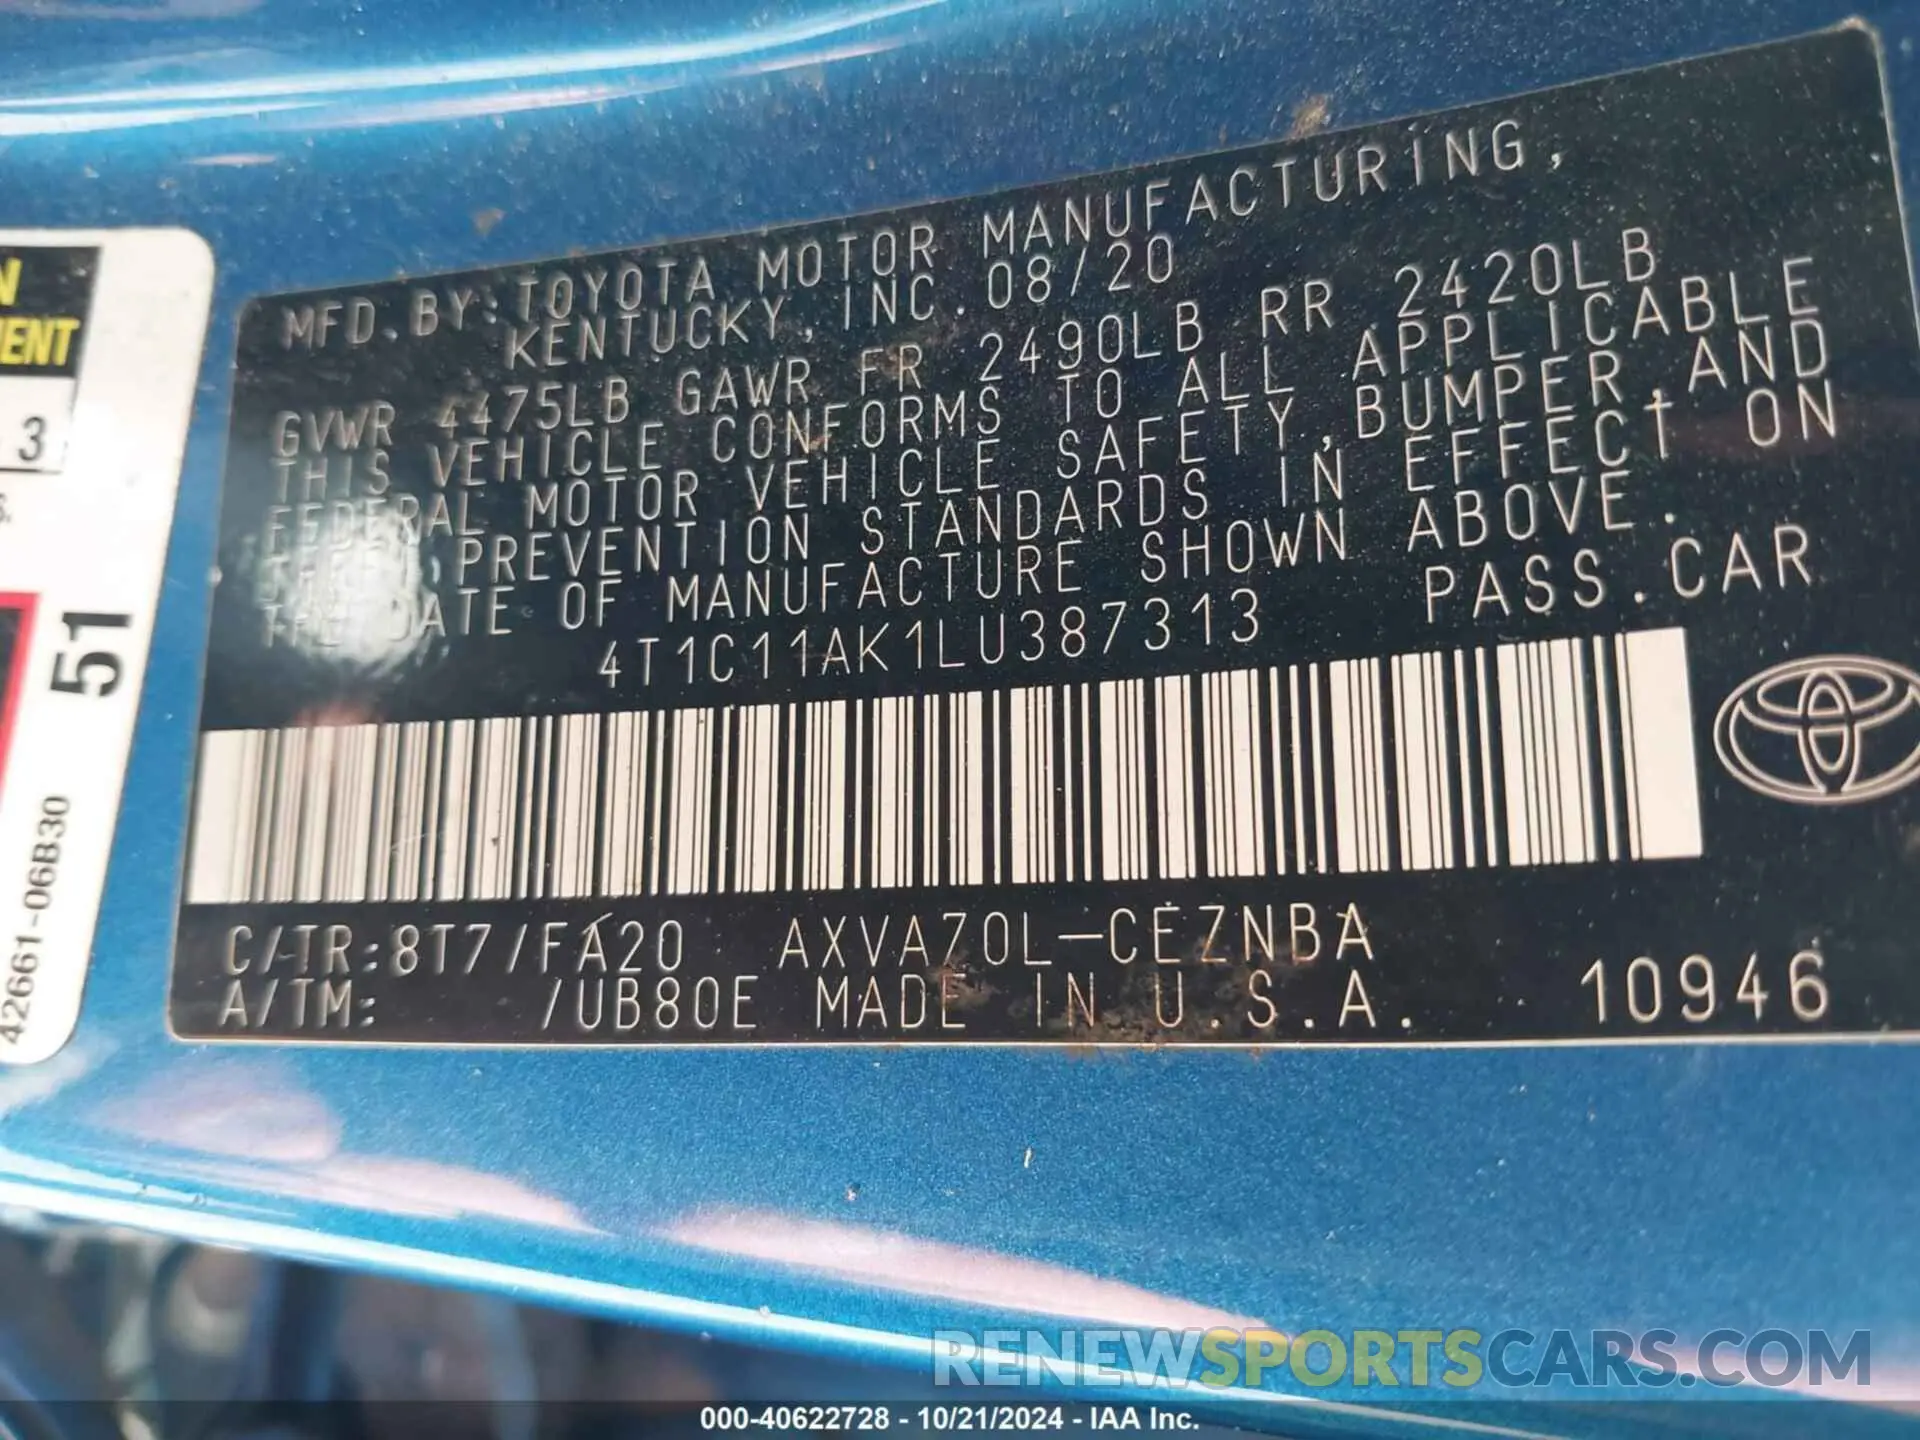 MFD. BY: TOYOTA MOTOR MANUFACTURING,
KENTUCKY, INC. 08/20
GVWR 4475LB GAWR FR 2490LB RR 2420LB
THIS VEHICLE CONFORMS TO ALL APPLICABLE
FEDERAL MOTOR VEHICLE SAFETY, BUMPER, AND
THEFT PREVENTION STANDARDS IN EFFECT ON
THE DATE OF MANUFACTURE SHOWN ABOVE.
4T1C11AK1LU387313 PASS. CAR
C/TR:8T7/FA20 AXVA70L-CEZNBA
A/TM: /UB80E MADE IN U.S.A. 10946
3
51
42661-06B30
RENEWSPORTSCARS.COM
000-40622728 - 10/21/2024 - IAA Inc.